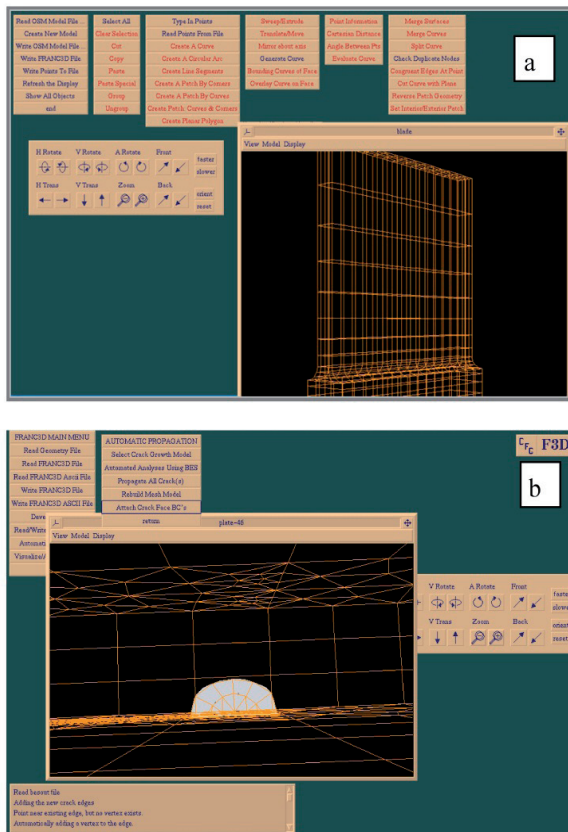 Read OSM Model File ...
Create New Model
Write OSM Model File ...
Write FRANC3D File
Write Points To File
Refresh the Display
Show All Objects
end
Select All
Clear Selection
Cut
Copy
Paste
Paste Special
Group
Ungroup
Type In Points
Read Points From File
Create A Curve
Create A Circular Arc
Create Line Segments
Create A Patch By Corners
Create A Patch By Curves
Create Patch: Curves & Corners
Create Planar Polygon
Sweep/Extrude
Translate/Move
Mirror about axis
Generate Curve
Bounding Curves of Face
Overlay Curve on Face
Point Information
Cartesian Distance
Angle Between Pts
Evaluate Curve
Merge Surfaces
Merge Curves
Split Curve
Check Duplicate Nodes
Congruent Edges At Point
Cut Curve with Plane
Reverse Patch Geometry
Set Interior/Exterior Patch
a
blade
View Model Display
H Rotate V Rotate A Rotate Front
faster
slower
H Trans V Trans Zoom Back
orient
reset
FRANC3D MAIN MENU
Read Geometry File
Read FRANC3D File
Read FRANC3D Ascii File
Write FRANC3D File
Write FRANC3D ASCII File
Read/Write
Automati
AUTOMATIC PROPAGATION
Select Crack Growth Model
Automated Analyses Using BES
Propagate All Crack(s)
Rebuild Mesh Model
Attach Crack Face BC's
return
CFG F3D
b
plate-48
View Model Display
V Rotate A Rotate Front
faster
slower
V Trans Zoom Back
orient
reset
Read
file
Adding the new crack edges
Point near existing edge, but no vertex exists.
Automatically adding a vertex to the edge.